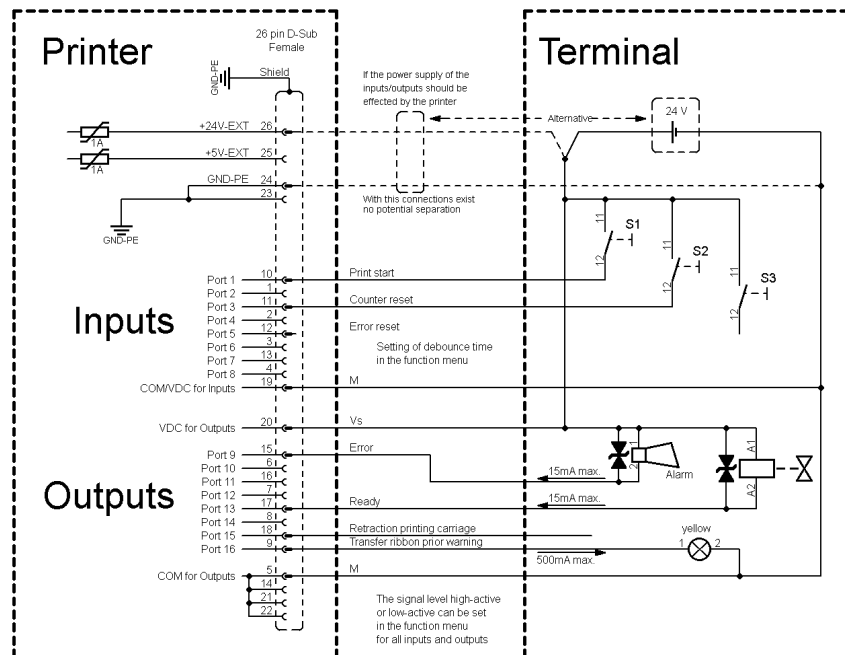 Printer
26 pin D-Sub
Female
Terminal
GND-PE
Shield
If the power supply of the
inputs/outputs should be
effected by the printer
Alternative
24 V
+24V-EXT 26
1A
+5V-EXT 25
1A
GND-PE 24
23
GND-PE
With this connections exist
no potential separation
11
S1
12
11
S2
12
11
S3
12
Inputs
Port 1 10 Print start
Port 2 1
Port 3 11 Counter reset
Port 4 2
Port 5 12 Error reset
Port 6 3
Port 7 13
Port 8 4
Setting of debounce time
in the function menu
COM/VDC for Inputs 19 M
VDC for Outputs 20 Vs
Outputs
Port 9 15 Error
Port 10 6
Port 11 16
Port 12 7
Port 13 17 Ready
Port 14 8
Port 15 18 Retraction printing carriage
Port 16 9 Transfer ribbon prior warning
15mA max.
2 1
Alarm
A1
A2
15mA max.
yellow
1 2
500mA max.
COM for Outputs 5 M
14
21
22
The signal level high-active
or low-active can be set
in the function menu
for all inputs and outputs